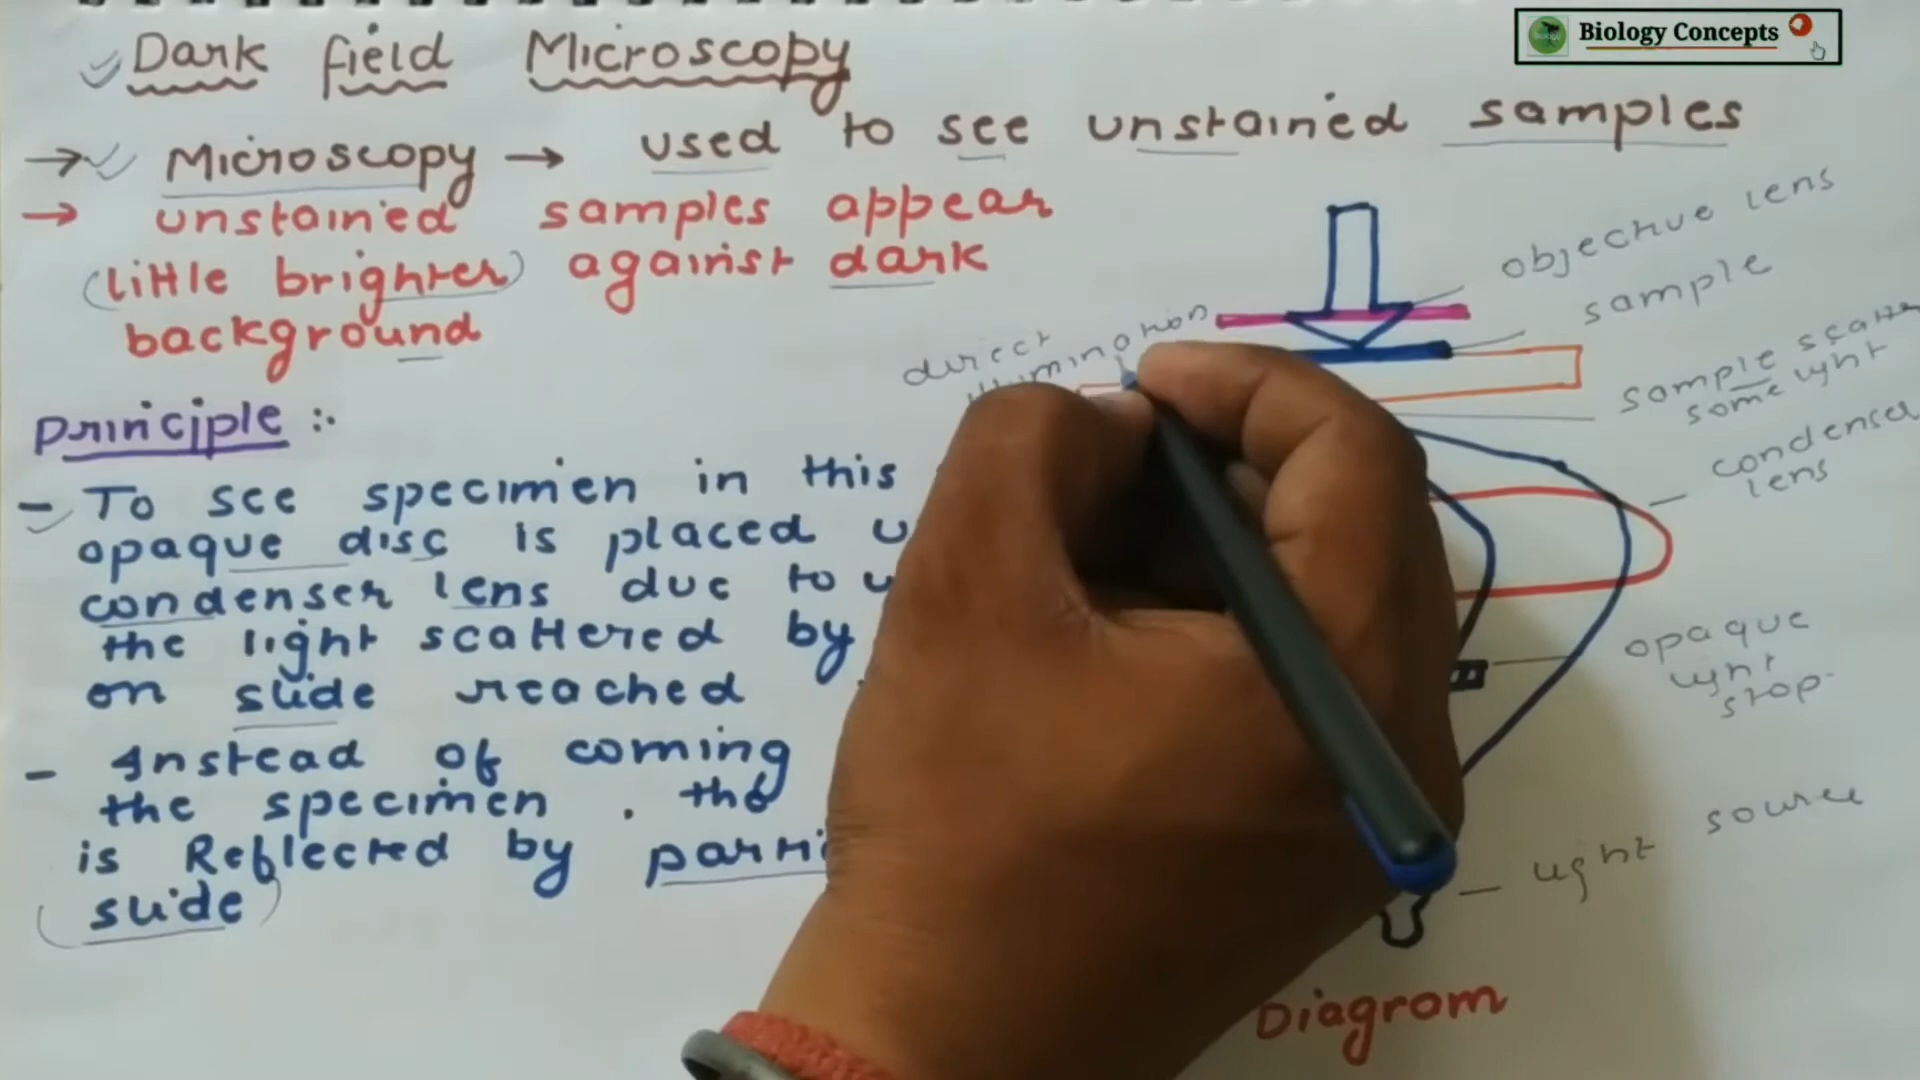 Biology Concepts
Dark field Microscopy
→ Microscopy → used to see unstained samples
→ unstained samples appear
(little brighter) against dark
background
Principle :-
- To see specimen in this
opaque disc is placed
condenser lens due to
the light scattered by
on slide reached
- Instead of coming
the specimen . the
is Reflected by
slide
objective lens
sample
direct
sample
some light
condenser
lens
opaque
light
stop
light source
Diagram